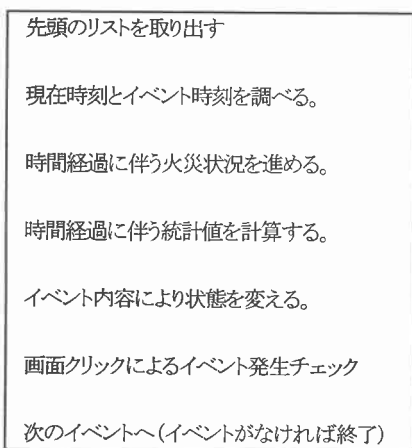 先頭のリストを取り出す
現在時刻とイベント時刻を調べる。
時間経過に伴う火災状況を進める。
時間経過に伴う統計値を計算する。
イベント内容により状態を変える。
画面クリックによるイベント発生チェック
次のイベントへ(イベントがなければ終了)